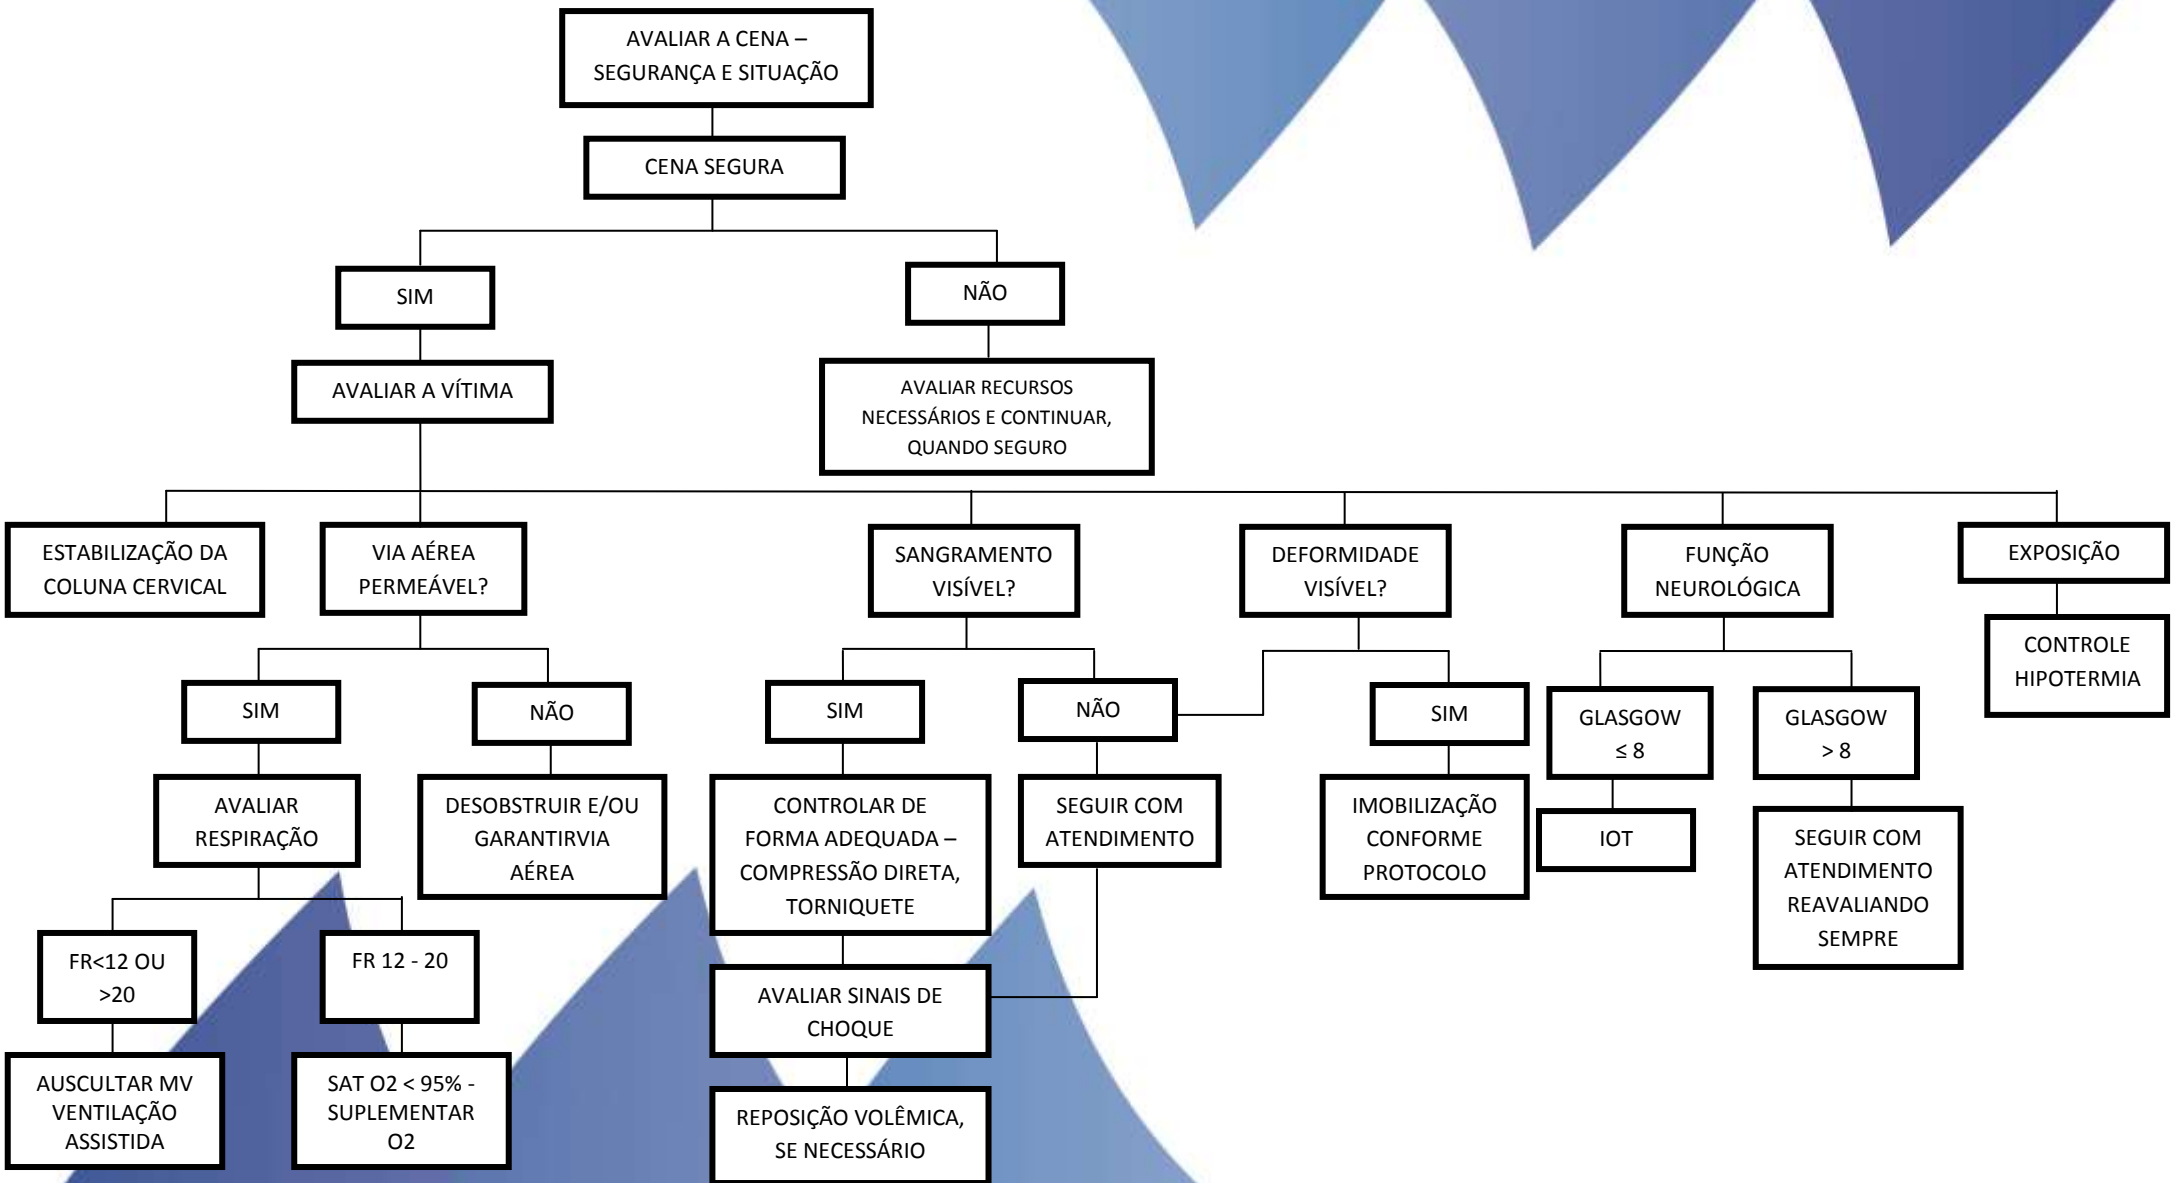 AVALIAR A CENA –
SEGURANÇA E SITUAÇÃO
CENA SEGURA
SIM
NÃO
AVALIAR A VÍTIMA
AVALIAR RECURSOS
NECESSÁRIOS E CONTINUAR,
QUANDO SEGURO
ESTABILIZAÇÃO DA
COLUNA CERVICAL
VIA AÉREA
PERMEÁVEL?
SANGRAMENTO
VISÍVEL?
DEFORMIDADE
VISÍVEL?
FUNÇÃO
NEUROLÓGICA
EXPOSIÇÃO
CONTROLE
HIPOTERMIA
SIM
NÃO
SIM
NÃO
SIM
GLASGOW
≤ 8
GLASGOW
> 8
AVALIAR
RESPIRAÇÃO
DESOBSTRUIR E/OU
GARANTIRVIA
AÉREA
CONTROLAR DE
FORMA ADEQUADA –
COMPRESSÃO DIRETA,
TORNIQUETE
SEGUIR COM
ATENDIMENTO
IMOBILIZAÇÃO
CONFORME
PROTOCOLO
IOT
SEGUIR COM
ATENDIMENTO
REAVALIANDO
SEMPRE
FR<12 OU
>20
FR 12 - 20
AVALIAR SINAIS DE
CHOQUE
AUSCULTAR MV
VENTILAÇÃO
ASSISTIDA
SAT O2 < 95% -
SUPLEMENTAR
O2
REPOSIÇÃO VOLÊMICA,
SE NECESSÁRIO